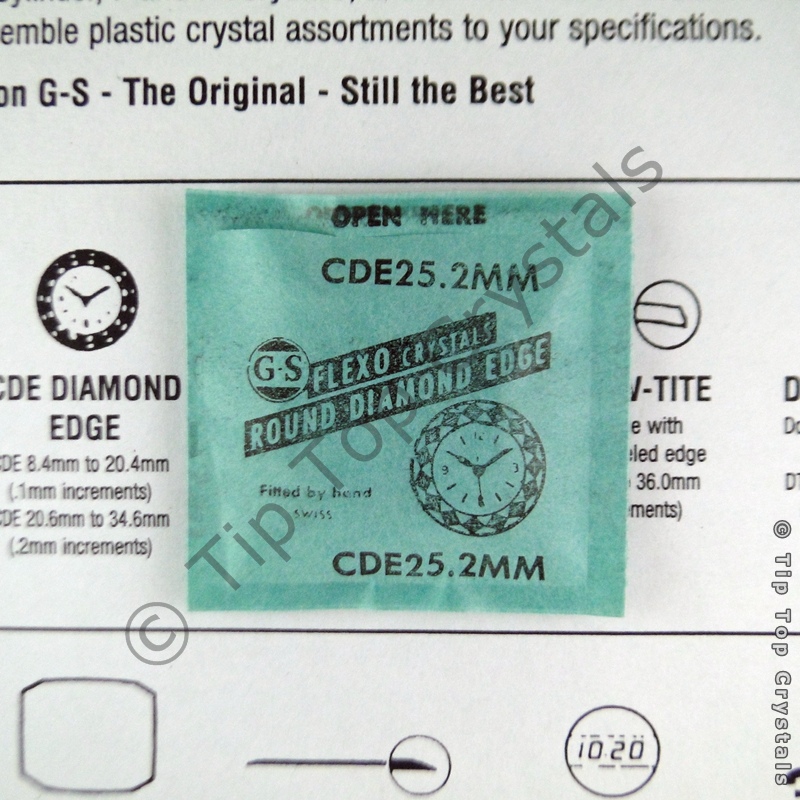 emble plastic crystal assortments to your specifications.
on G-S - The Original - Still the Best
OPEN HERE
CDE25.2MM
G-S FLEXO CRYSTALS
ROUND DIAMOND EDGE
Fitted by hand
SWISS
CDE25.2MM
CDE DIAMOND
EDGE
CDE 8.4mm to 20.4mm
(.1mm increments)
CDE 20.6mm to 34.6mm
(.2mm increments)
V-TITE
e with
led edge
36.0mm
ments)
D
Do
DT
10:20
© Tip Top Crystals
© Tip Top Crystals